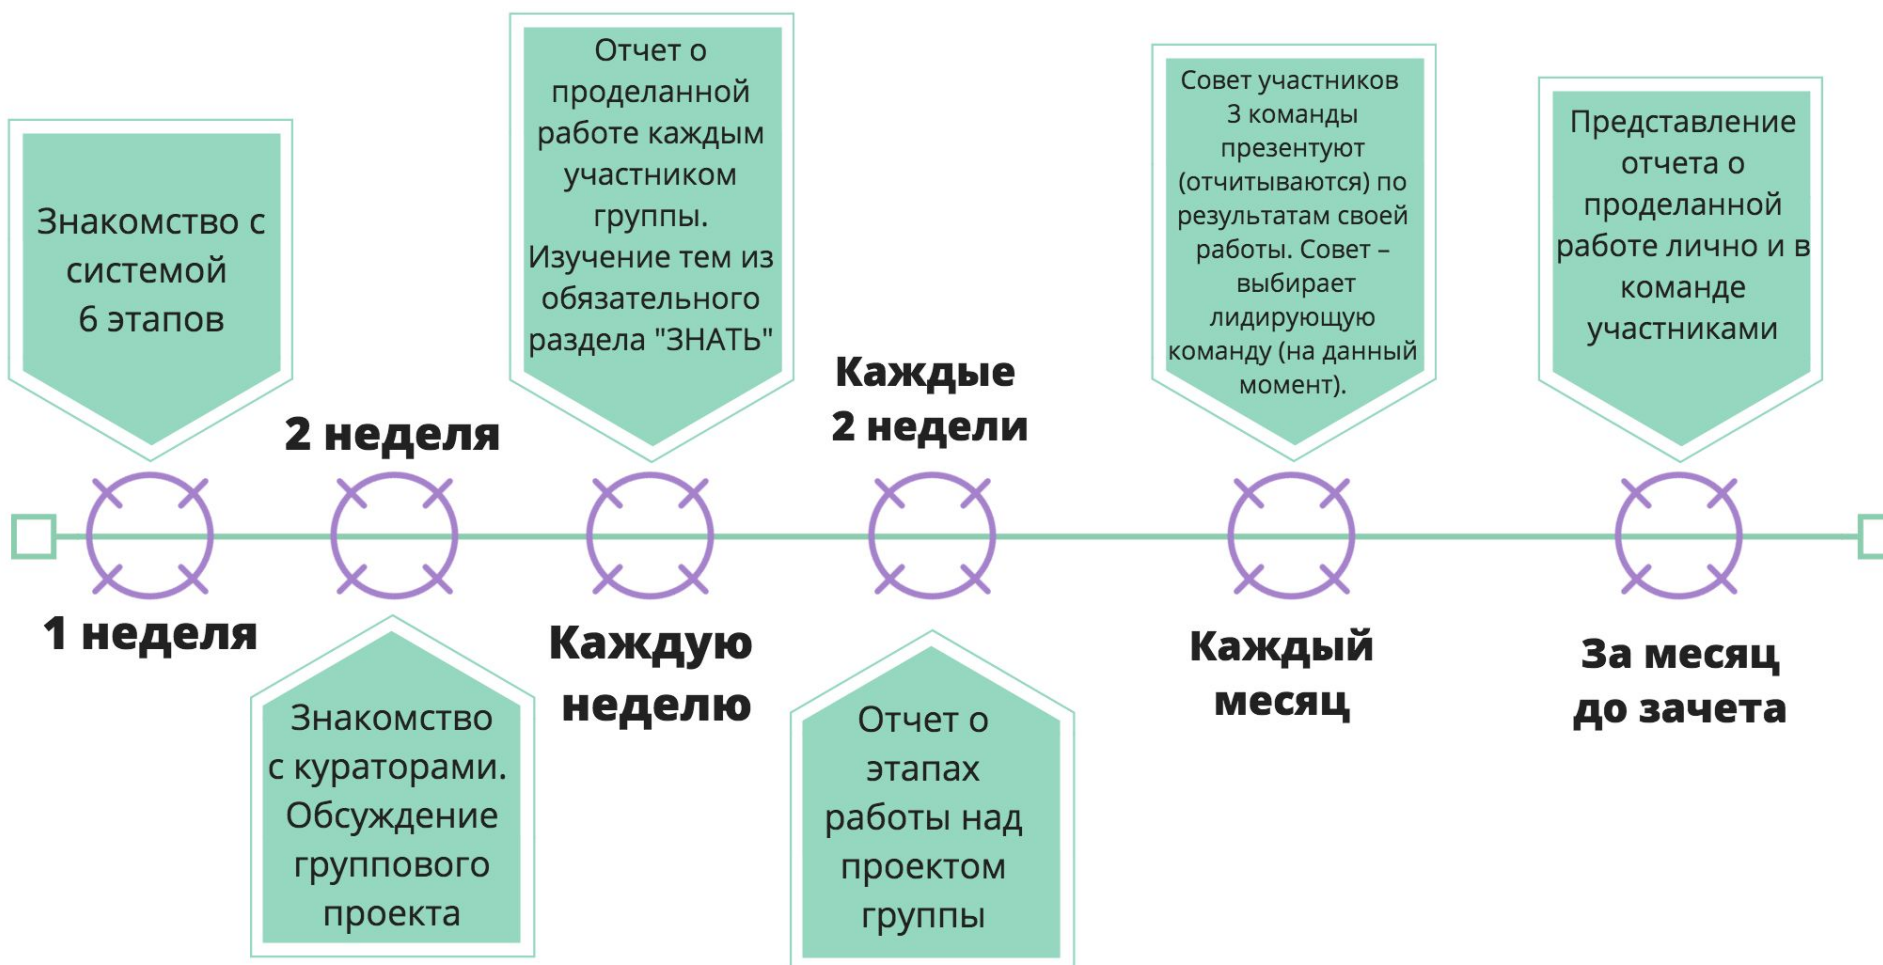 Знакомство с
системой
6 этапов
1 неделя
2 неделя
Знакомство
с кураторами.
Обсуждение
группового
проекта
Отчет о
проделанной
работе каждым
участником
группы.
Изучение тем из
обязательного
раздела "ЗНАТЬ"
Каждую
неделю
Каждые
2 недели
Отчет о
этапах
работы над
проектом
группы
Совет участников
3 команды
презентуют
(отчитываются) по
результатам своей
работы. Совет –
выбирает
лидирующую
команду (на данный
момент).
Каждый
месяц
Представление
отчета о
проделанной
работе лично и в
команде
участниками
За месяц
до зачета